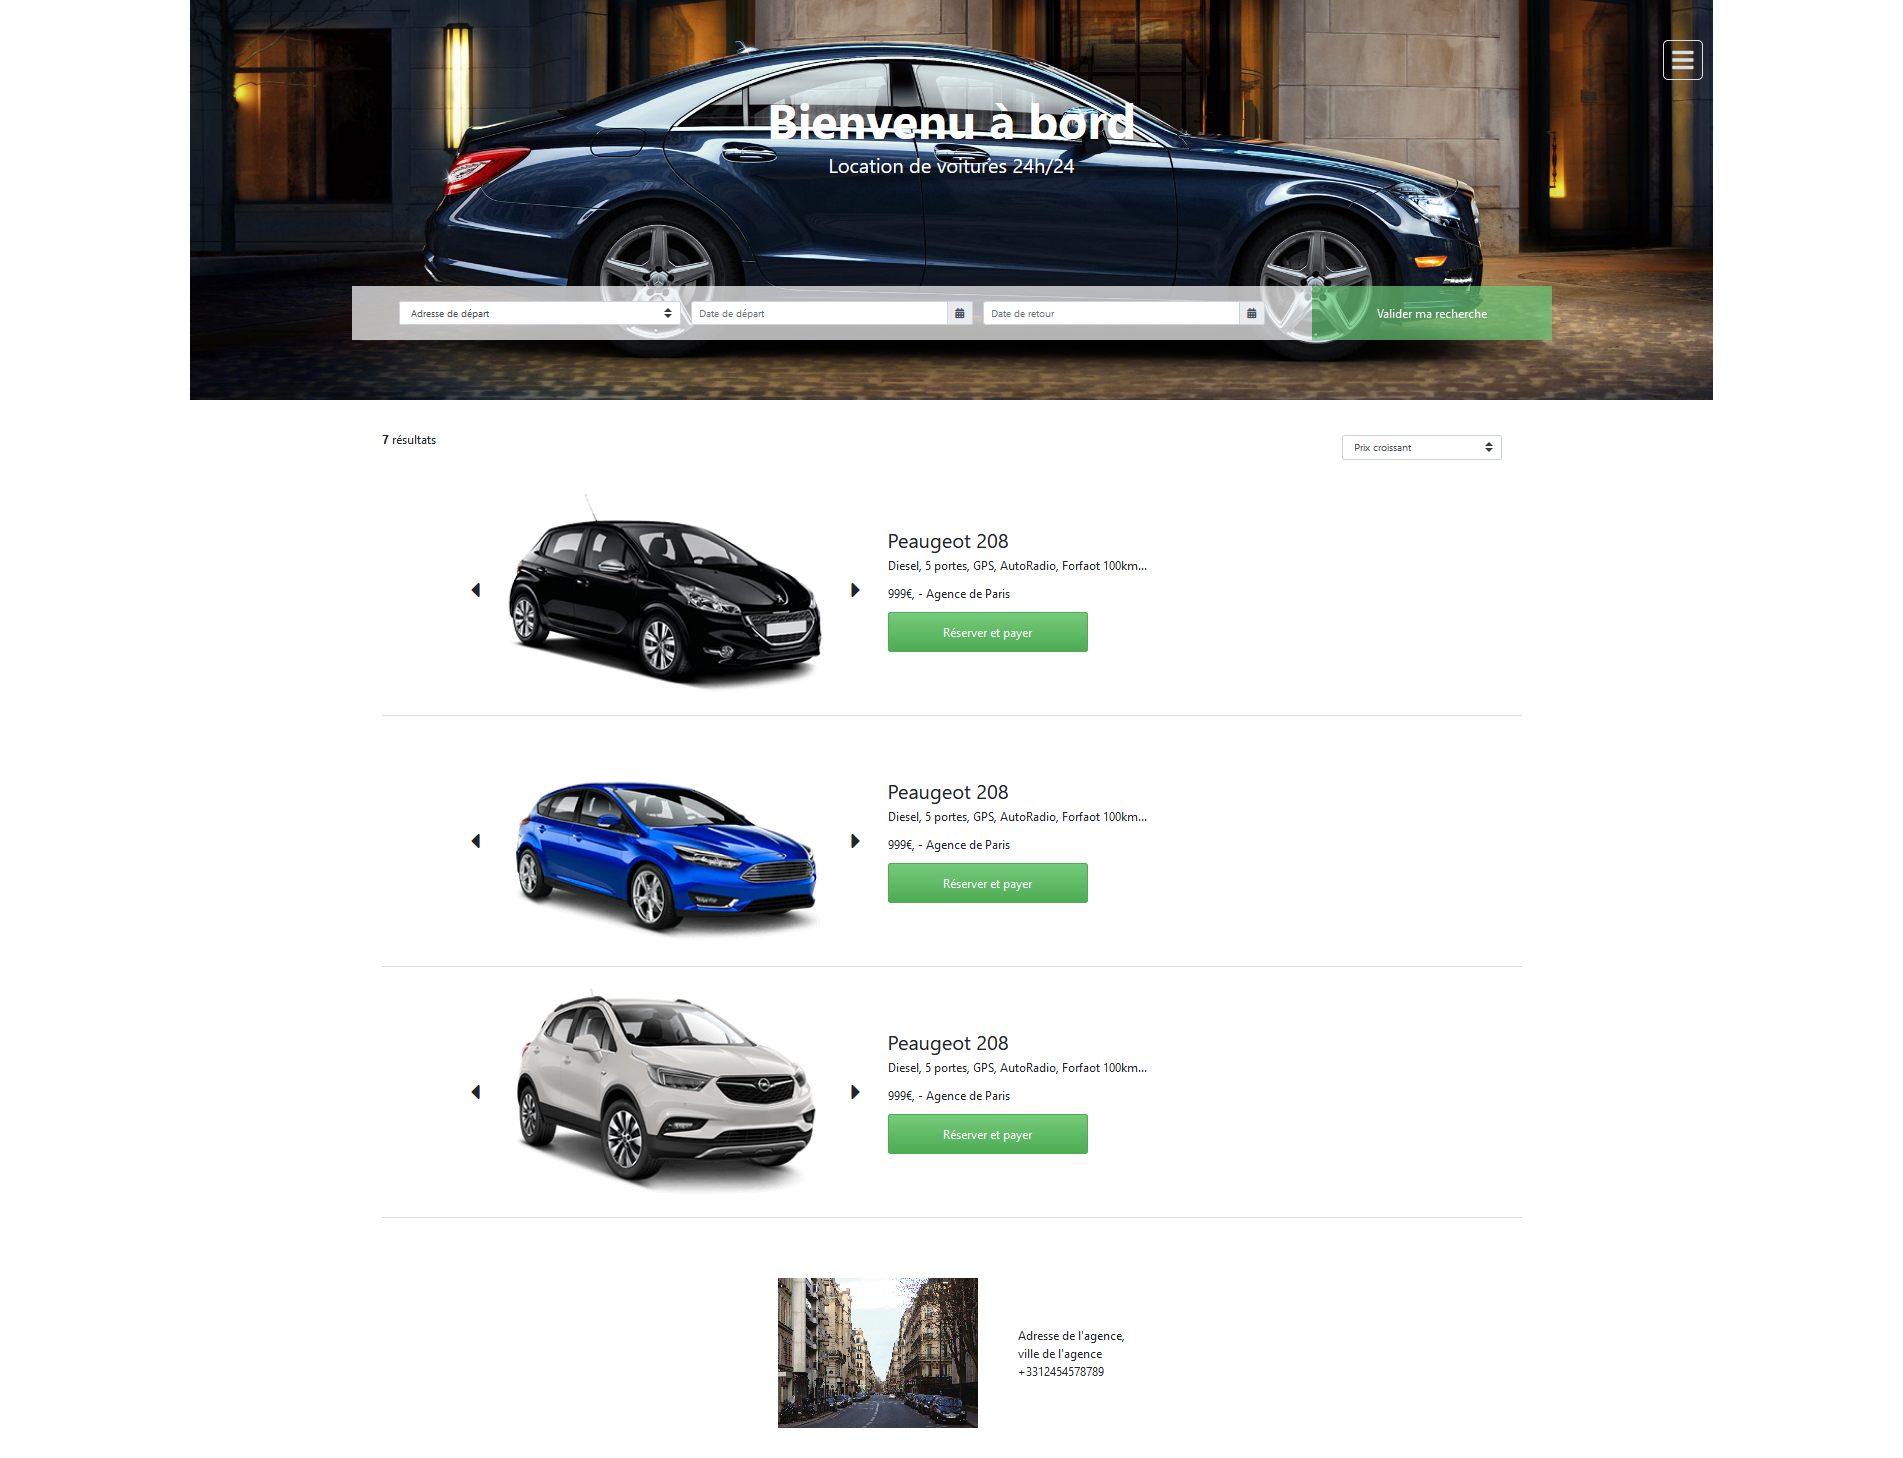 Bienvenu à bord
Location de voitures 24h/24
Adresse de départ
Date de départ
Date de retour
Valider ma recherche
7 résultats
Prix croissant
Peaugeot 208
Diesel, 5 portes, GPS, AutoRadio, Forfaot 100km...
999€, - Agence de Paris
Réserver et payer
Peaugeot 208
Diesel, 5 portes, GPS, AutoRadio, Forfaot 100km...
999€, - Agence de Paris
Réserver et payer
Peaugeot 208
Diesel, 5 portes, GPS, AutoRadio, Forfaot 100km...
999€, - Agence de Paris
Réserver et payer
Adresse de l'agence,
ville de l'agence
+3312454578789